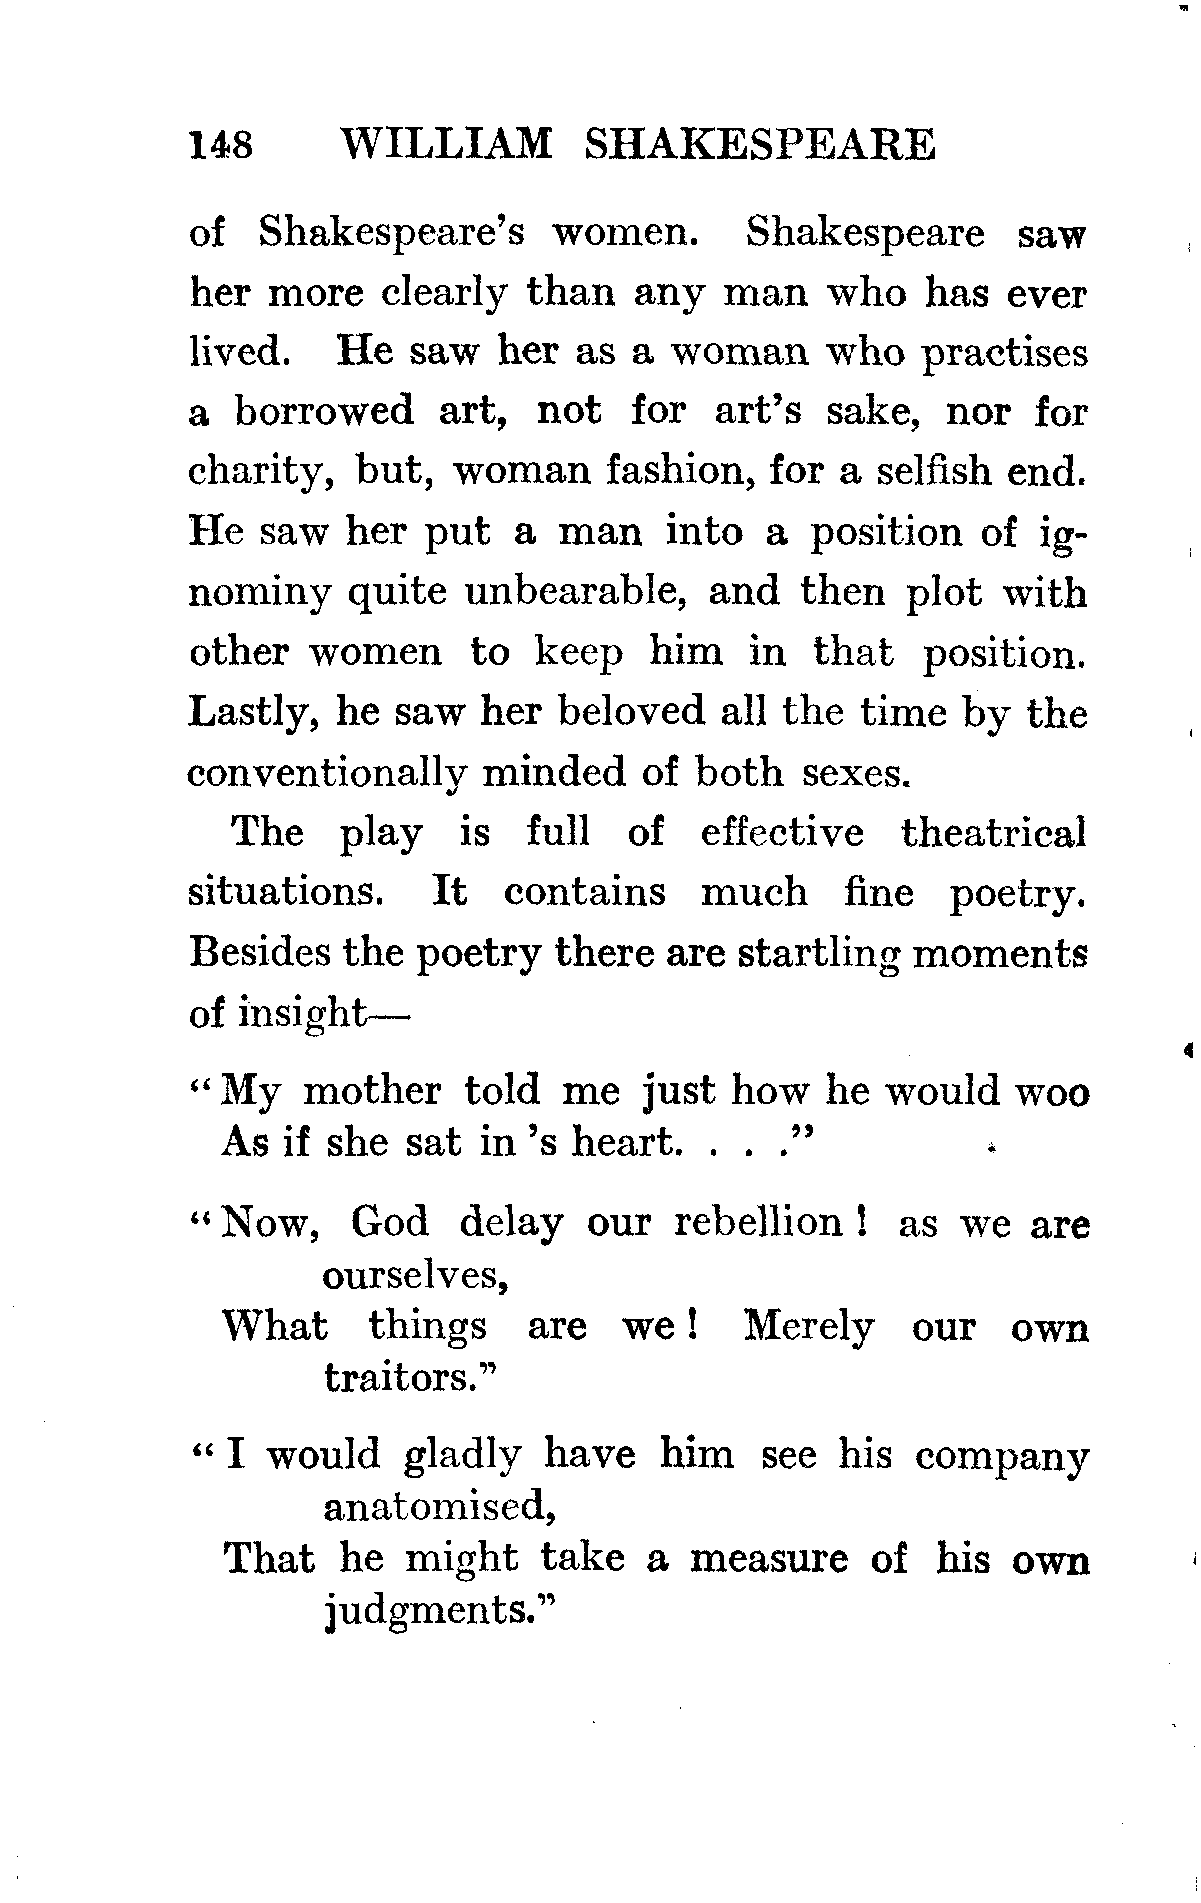 148 WILLIAM SHAKESPEARE
of Shakespeare's women. Shakespeare saw
her more clearly than any man who has ever
lived. He saw her as a woman who practises
a borrowed art, not for art's sake, nor for
charity, but, woman fashion, for a selfish end.
He saw her put a man into a position of ig-
nominy quite unbearable, and then plot with
other women to keep him in that position.
Lastly, he saw her beloved all the time by the
conventionally minded of both sexes.
The play is full of effective theatrical
situations. It contains much fine poetry.
Besides the poetry there are startling moments
of insight—
“My mother told me just how he would woo
As if she sat in 's heart. . . .”
“Now, God delay our rebellion! as we are
ourselves,
What things are we! Merely our own
traitors.”
“I would gladly have him see his company
anatomised,
That he might take a measure of his own
judgments.”